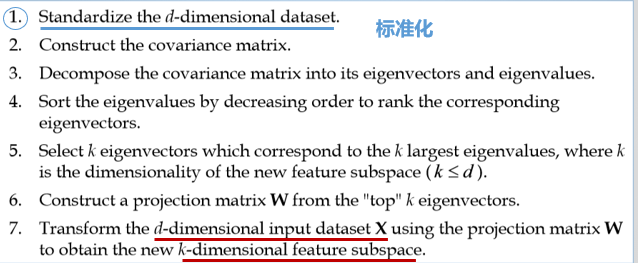 1. Standardize the d-dimensional dataset.
标准化
2. Construct the covariance matrix.
3. Decompose the covariance matrix into its eigenvectors and eigenvalues.
4. Sort the eigenvalues by decreasing order to rank the corresponding
eigenvectors.
5. Select k eigenvectors which correspond to the k largest eigenvalues, where k
is the dimensionality of the new feature subspace (k ≤ d).
6. Construct a projection matrix W from the "top" k eigenvectors.
7. Transform the d-dimensional input dataset X using the projection matrix W
to obtain the new k-dimensional feature subspace.